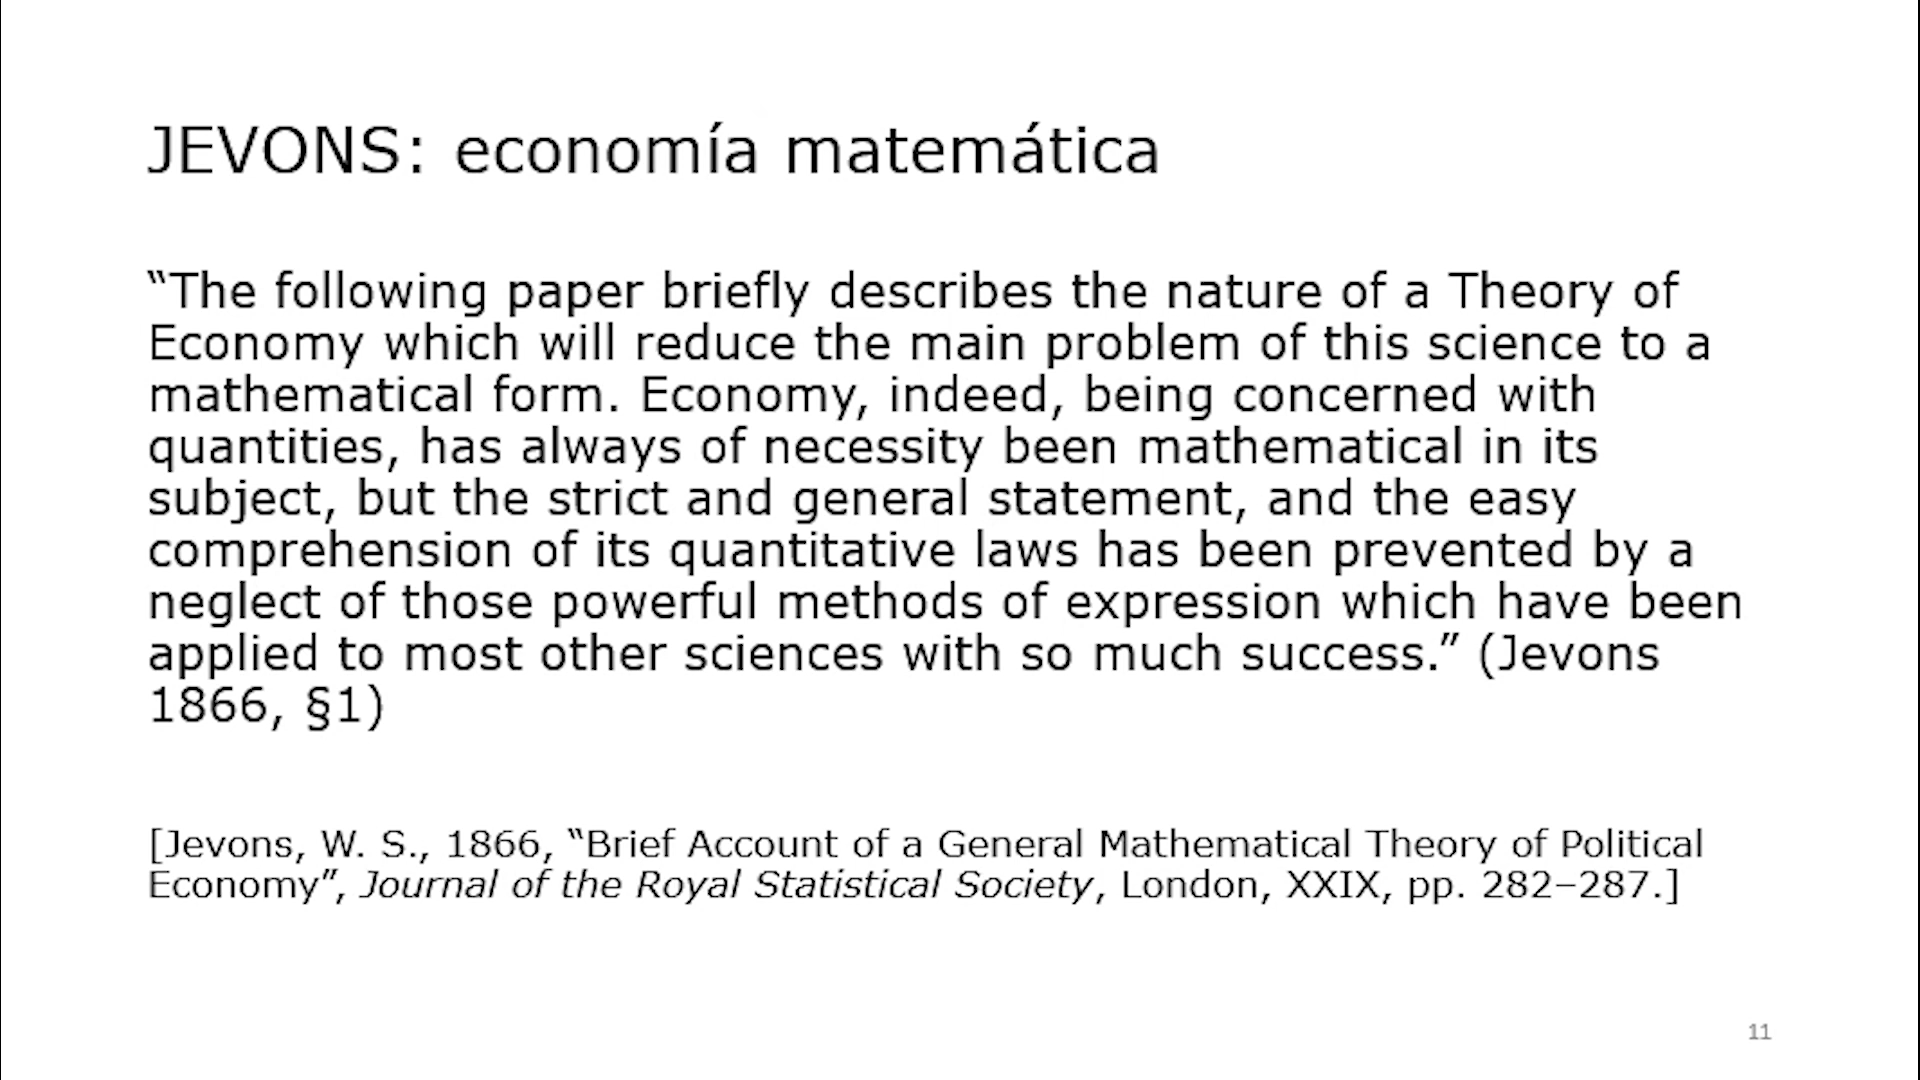 JEVONS: economía matemática
“The following paper briefly describes the nature of a Theory of
Economy which will reduce the main problem of this science to a
mathematical form. Economy, indeed, being concerned with
quantities, has always of necessity been mathematical in its
subject, but the strict and general statement, and the easy
comprehension of its quantitative laws has been prevented by a
neglect of those powerful methods of expression which have been
applied to most other sciences with so much success.” (Jevons
1866, §1)
[Jevons, W. S., 1866, “Brief Account of a General Mathematical Theory of Political
Economy”, Journal of the Royal Statistical Society, London, XXIX, pp. 282–287.]
11